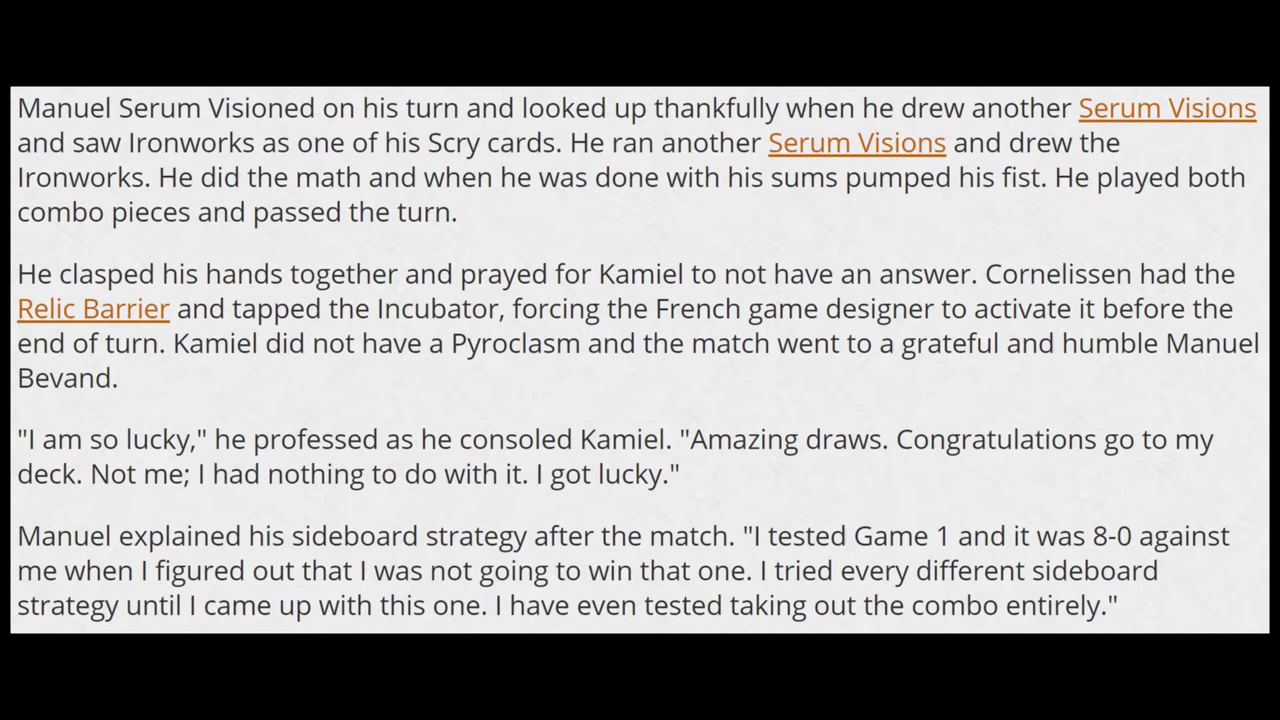 Manuel Serum Visioned on his turn and looked up thankfully when he drew another Serum Visions
and saw Ironworks as one of his Scry cards. He ran another Serum Visions and drew the
Ironworks. He did the math and when he was done with his sums pumped his fist. He played both
combo pieces and passed the turn.
He clasped his hands together and prayed for Kamiel to not have an answer. Cornelissen had the
Relic Barrier and tapped the Incubator, forcing the French game designer to activate it before the
end of turn. Kamiel did not have a Pyroclasm and the match went to a grateful and humble Manuel
Bevand.
"I am so lucky," he professed as he consoled Kamiel. "Amazing draws. Congratulations go to my
deck. Not me; I had nothing to do with it. I got lucky."
Manuel explained his sideboard strategy after the match. "I tested Game 1 and it was 8-0 against
me when I figured out that I was not going to win that one. I tried every different sideboard
strategy until I came up with this one. I have even tested taking out the combo entirely."